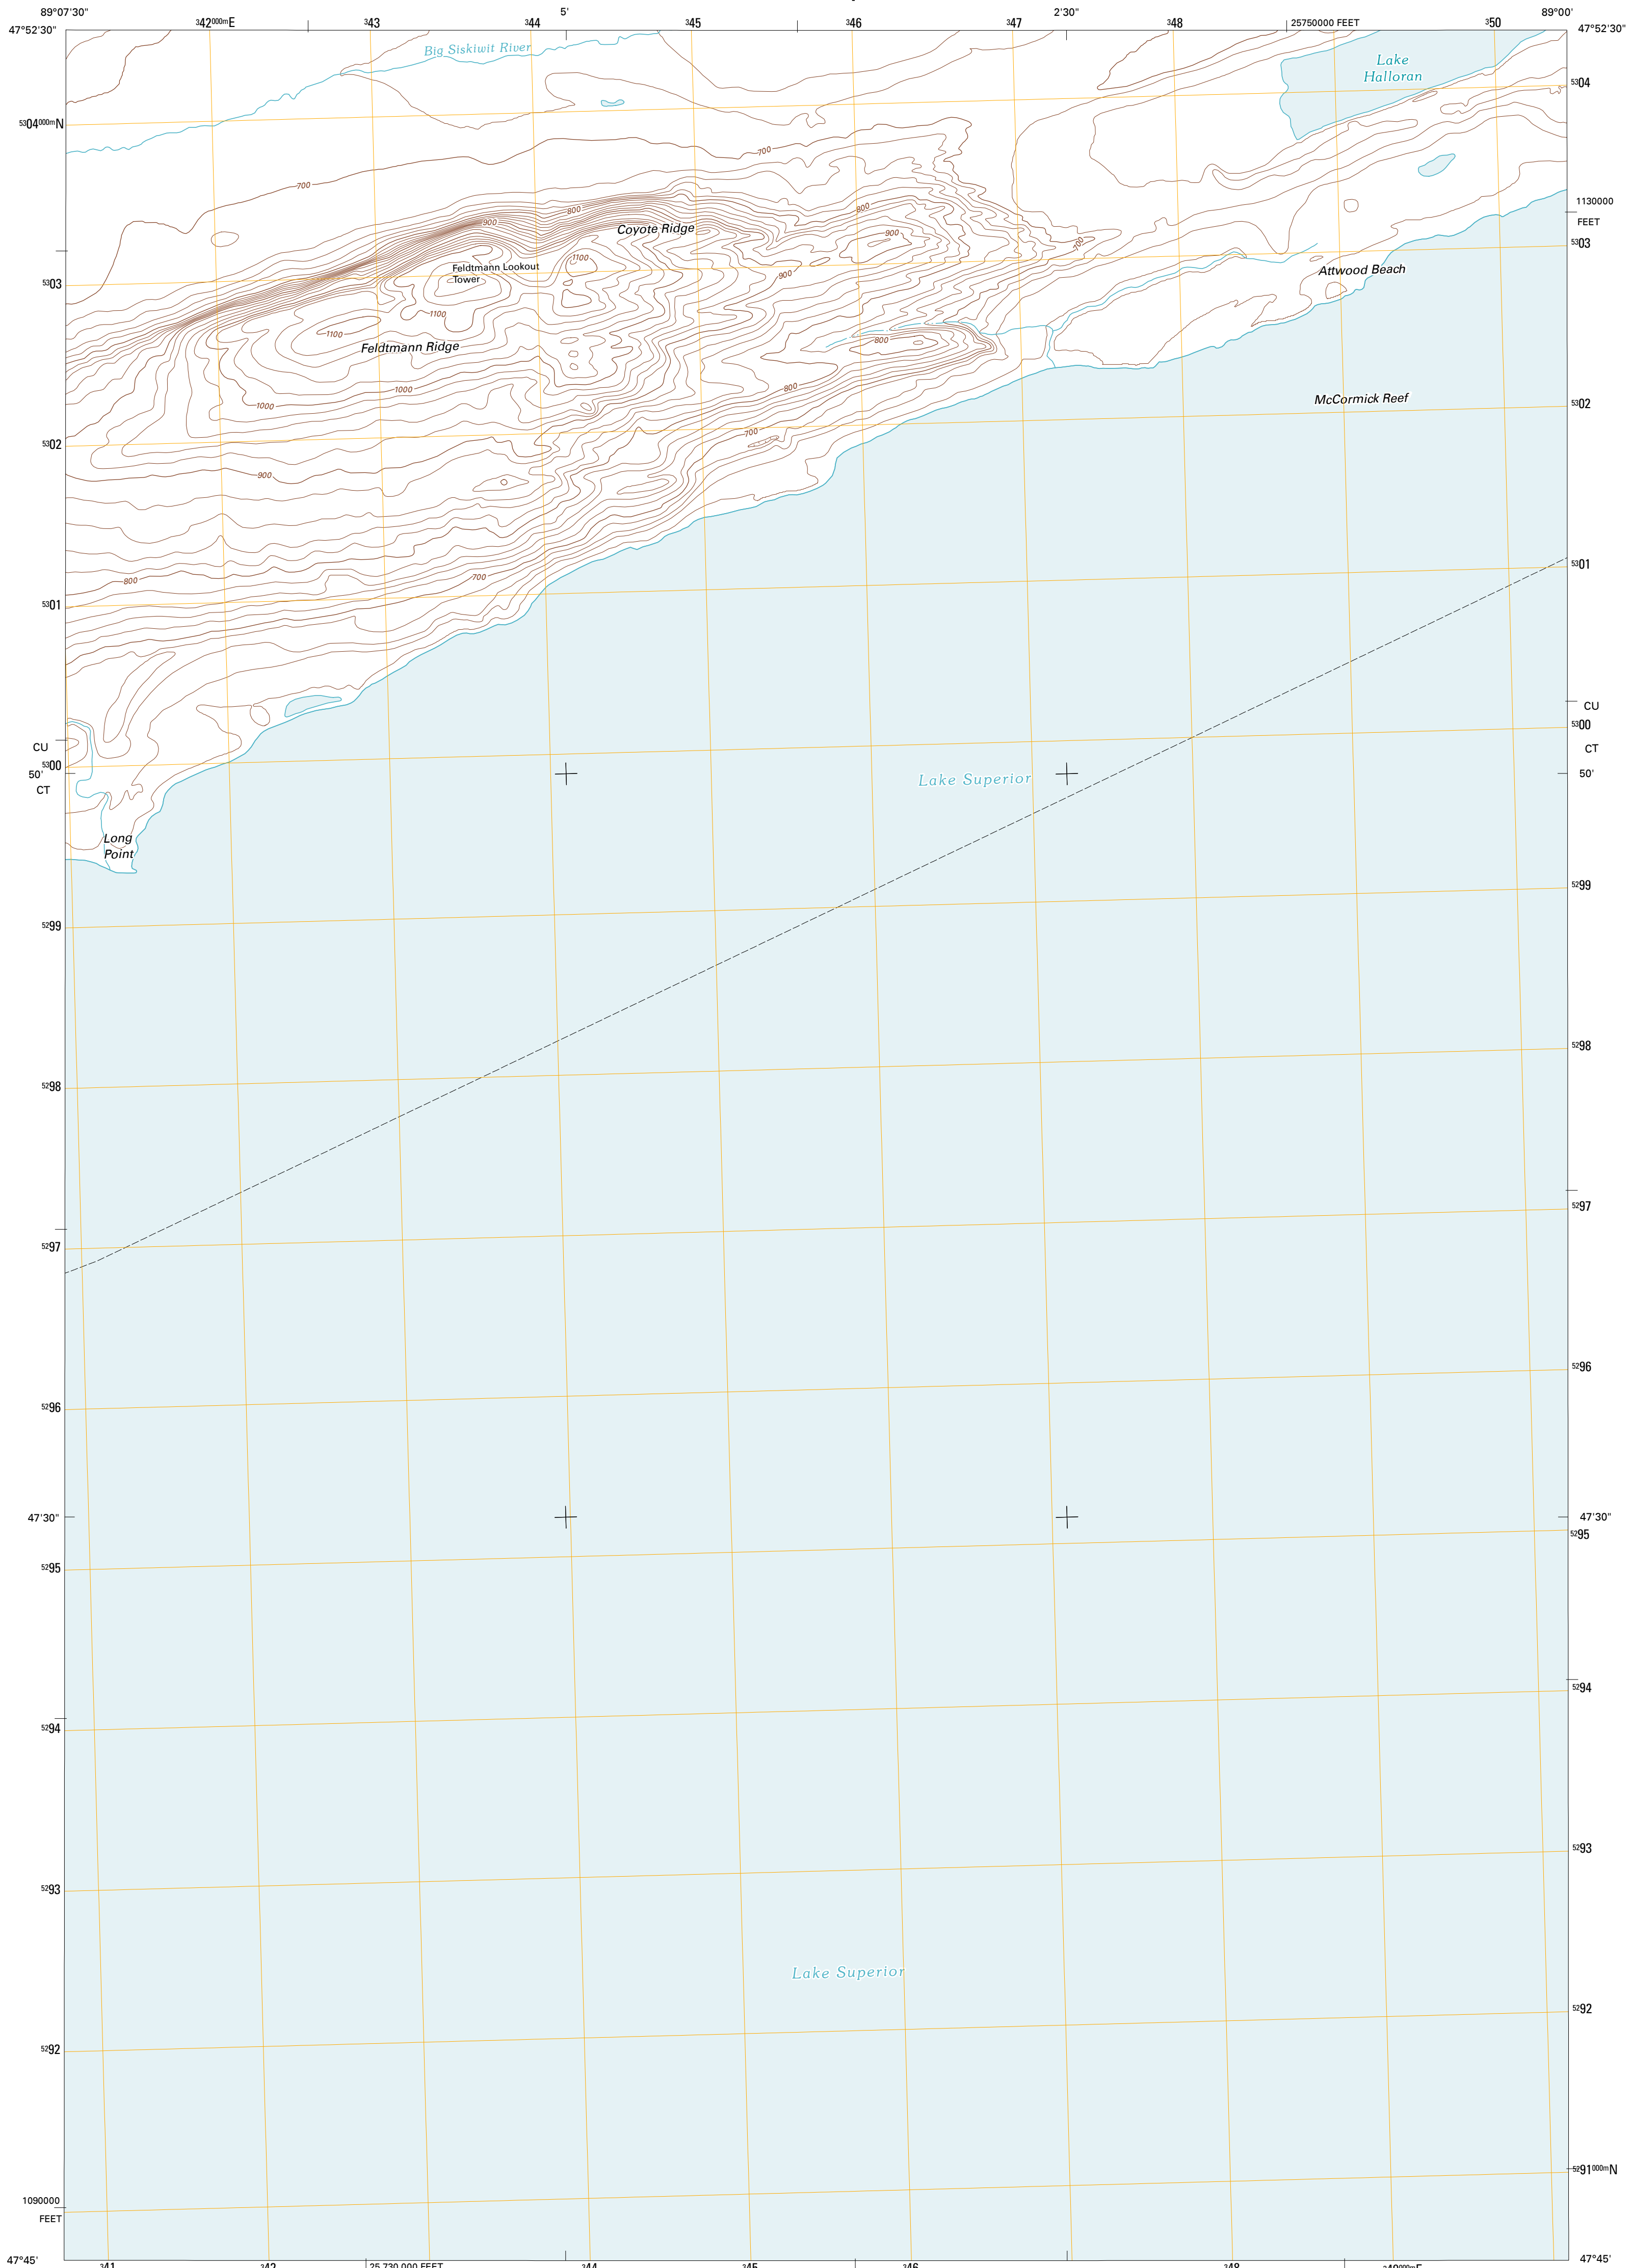 89°07'30"
³42⁰⁰⁰ᵐE
³43
³44
5'
³45
³46
³47
2'30"
³48
25750000 FEET
³50
89°00'
47°52'30"
47°52'30"
Big Siskiwit River
Lake
Halloran
⁵³04
⁵³04⁰⁰⁰ᵐN
700
700
1130000
FEET
800
800
900
Coyote Ridge
900
700
⁵³03
1100
Feldmann Lookout
Tower
Attwood Beach
⁵³03
900
1100
1100
800
Feldtmann Ridge
800
1000
1000
McCormick Reef
⁵³02
700
⁵³02
900
⁵³01
700
800
⁵³01
CU
⁵³00
CU
CT
⁵³00
50'
50'
CT
Lake Superior
Long
Point
⁵²99
⁵²99
⁵²98
⁵²98
⁵²97
⁵²97
⁵²96
⁵²96
47'30"
47'30"
⁵²95
⁵²95
⁵²94
⁵²94
⁵²93
⁵²93
Lake Superior
⁵²92
⁵²92
⁵²91⁰⁰⁰ᵐN
1090000
FEET
47°45'
³41
³42
25 730 000 FEET
³44
³45
³46
³48
³49⁰⁰⁰ᵐE
47°45'